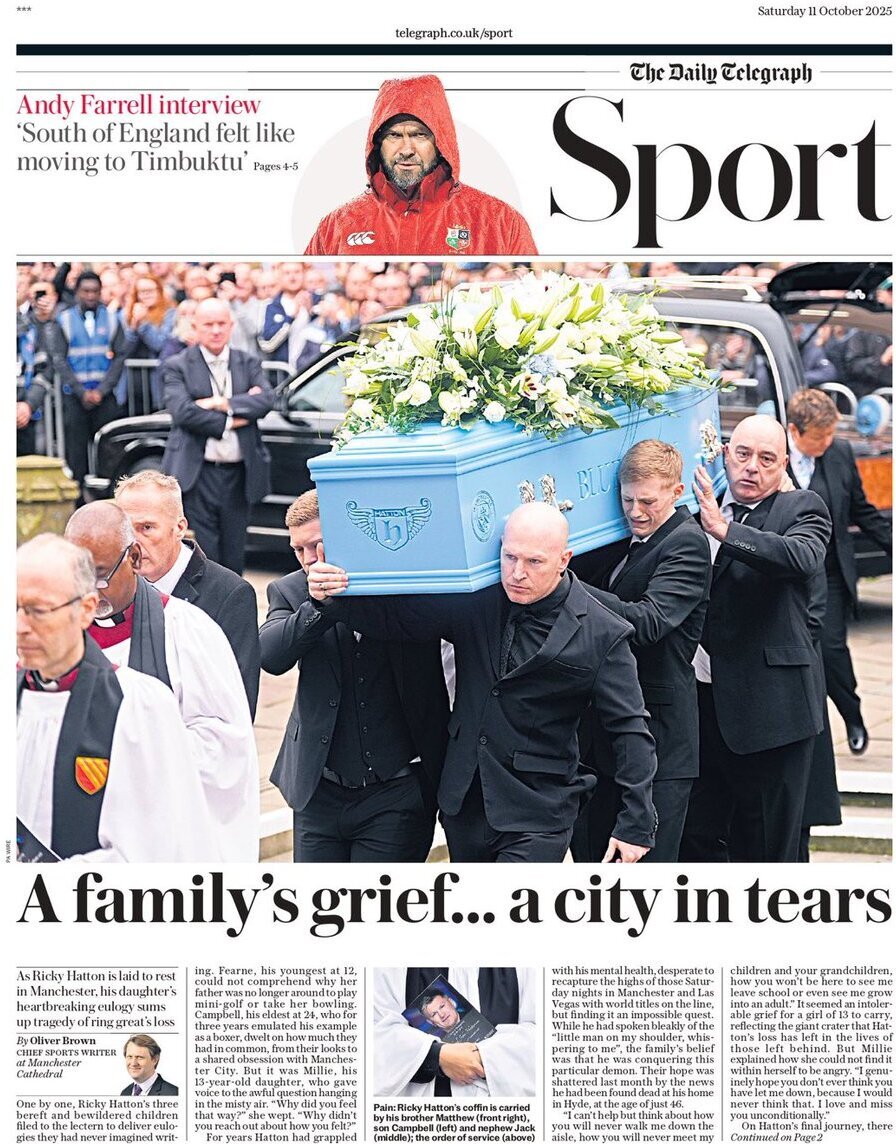 ***
Saturday 11 October 2025
telegraph.co.uk/sport
The Daily Telegraph
Sport
Andy Farrell interview
‘South of England felt like
moving to Timbuktu’ Pages 4-5
HATTON
h
BLUE
PA WIRE
A family’s grief... a city in tears
As Ricky Hatton is laid to rest
in Manchester, his daughter’s
heartbreaking eulogy sums
up tragedy of ring great’s loss
By Oliver Brown
CHIEF SPORTS WRITER
at Manchester
Cathedral
One by one, Ricky Hatton’s three
bereft and bewildered children
filed to the lectern to deliver eulo-
gies they had never imagined writ-
ing. Fearne, his youngest at 12,
could not comprehend why her
father was no longer around to play
mini-golf or take her bowling.
Campbell, his eldest at 24, who for
three years emulated his example
as a boxer, dwelt on how much they
had in common, from their looks to
a shared obsession with Manches-
ter City. But it was Millie, his
13-year-old daughter, who gave
voice to the awful question hanging
in the misty air. “Why did you feel
that way?” she wept. “Why didn’t
you reach out about how you felt?”
For years Hatton had grappled
Pain: Ricky Hatton’s coffin is carried
by his brother Matthew (front right),
son Campbell (left) and nephew Jack
(middle); the order of service (above)
with his mental health, desperate to
recapture the highs of those Satur-
day nights in Manchester and Las
Vegas with world titles on the line,
but finding it an impossible quest.
While he had spoken bleakly of the
“little man on my shoulder, whis-
pering to me”, the family’s belief
was that he was conquering this
particular demon. Their hope was
shattered last month by the news
he had been found dead at his home
in Hyde, at the age of just 46.
“I can’t help but think about how
you will never walk me down the
aisle, how you will never meet my
children and your grandchildren,
how you won’t be here to see me
leave school or even see me grow
into an adult.” It seemed an intoler-
able grief for a girl of 13 to carry,
reflecting the giant crater that Hat-
ton’s loss has left in the lives of
those left behind. But Millie
explained how she could not find it
within herself to be angry. “I genu-
inely hope you don’t ever think you
have let me down, because I would
never think that. I love and miss
you unconditionally.”
On Hatton’s final journey, there
Continued on Page 2